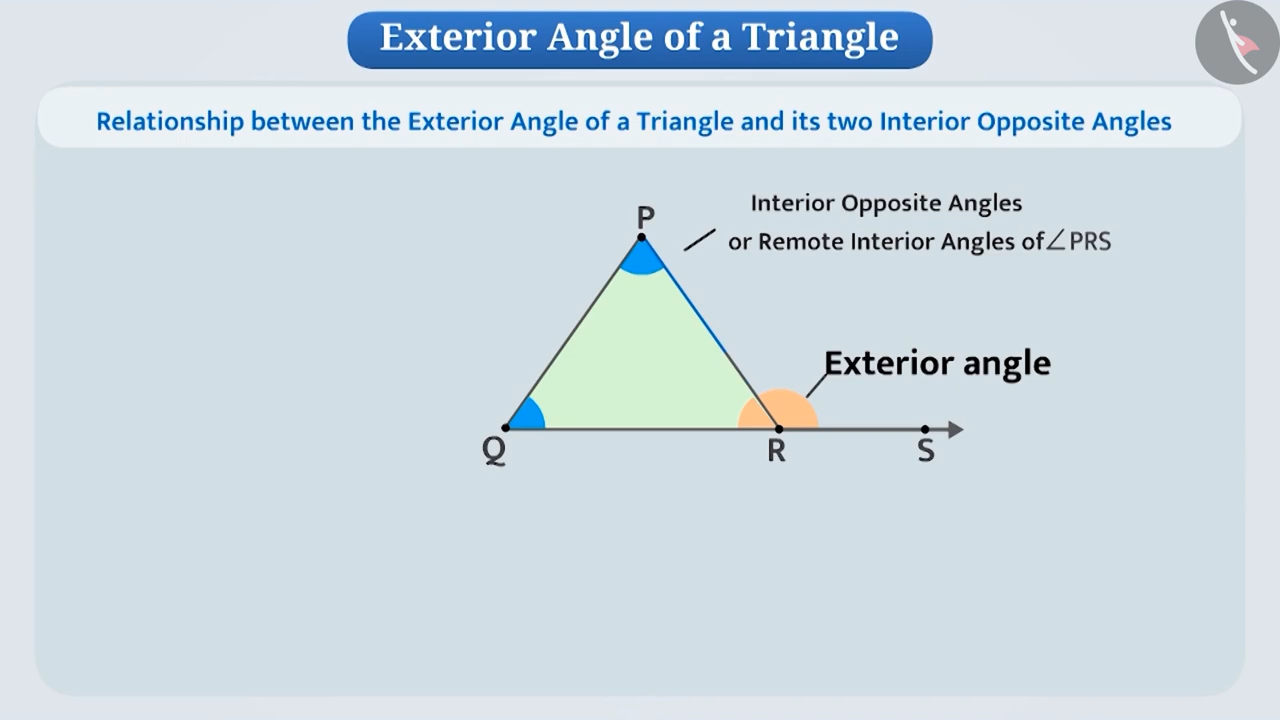 Exterior Angle of a Triangle
Relationship between the Exterior Angle of a Triangle and its two Interior Opposite Angles
P
Interior Opposite Angles
or Remote Interior Angles of∠PRS
Exterior angle
Q
R
S